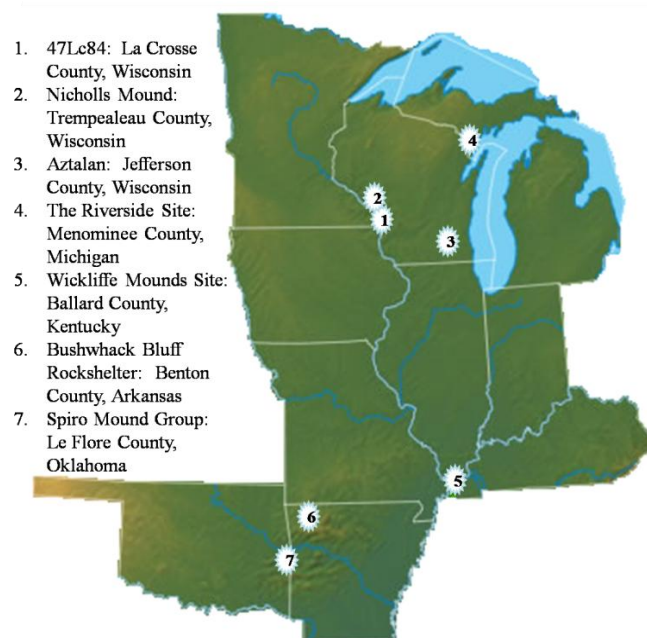 1. 47Lc84: La Crosse
County, Wisconsin
2. Nicholls Mound:
Trempealeau County,
Wisconsin
3. Aztalan: Jefferson
County, Wisconsin
4. The Riverside Site:
Menominee County,
Michigan
5. Wickliffe Mounds Site:
Ballard County,
Kentucky
6. Bushwhack Bluff
Rockshelter: Benton
County, Arkansas
7. Spiro Mound Group:
Le Flore County,
Oklahoma
4
2
1
3
5
6
7